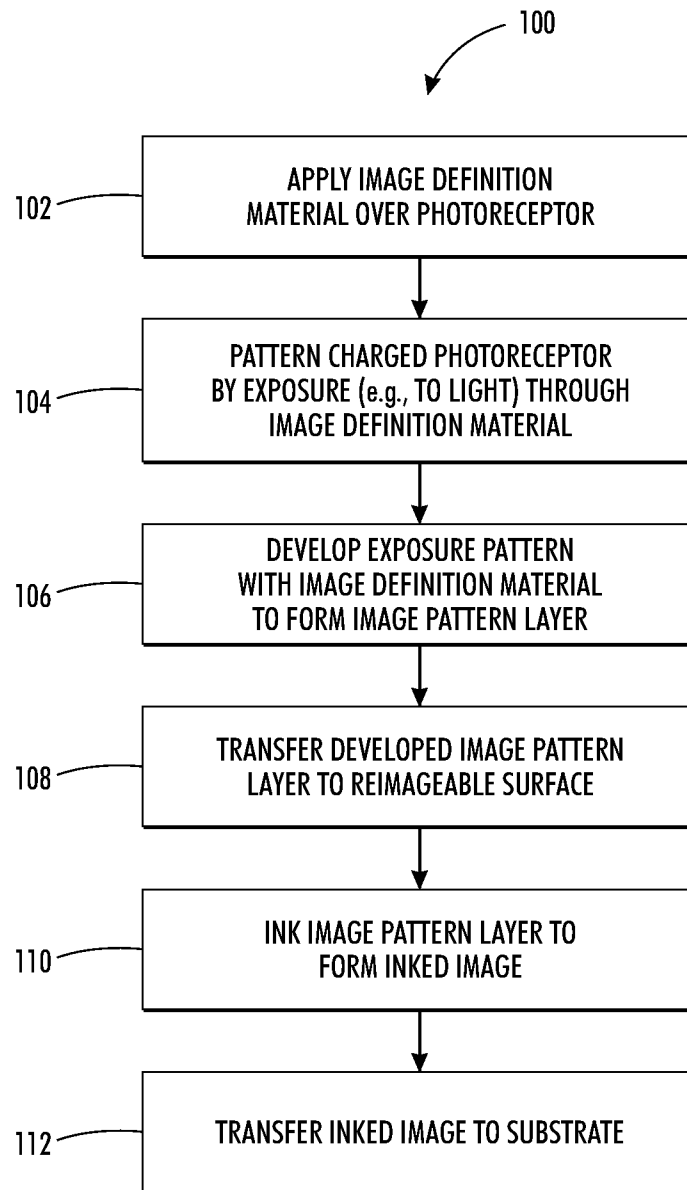 100
102
APPLY IMAGE DEFINITION
MATERIAL OVER PHOTORECEPTOR
104
PATTERN CHARGED PHOTORECEPTOR
BY EXPOSURE (e.g., TO LIGHT) THROUGH
IMAGE DEFINITION MATERIAL
106
DEVELOP EXPOSURE PATTERN
WITH IMAGE DEFINITION MATERIAL
TO FORM IMAGE PATTERN LAYER
108
TRANSFER DEVELOPED IMAGE PATTERN
LAYER TO REIMAGEABLE SURFACE
110
INK IMAGE PATTERN LAYER TO
FORM INKED IMAGE
112
TRANSFER INKED IMAGE TO SUBSTRATE